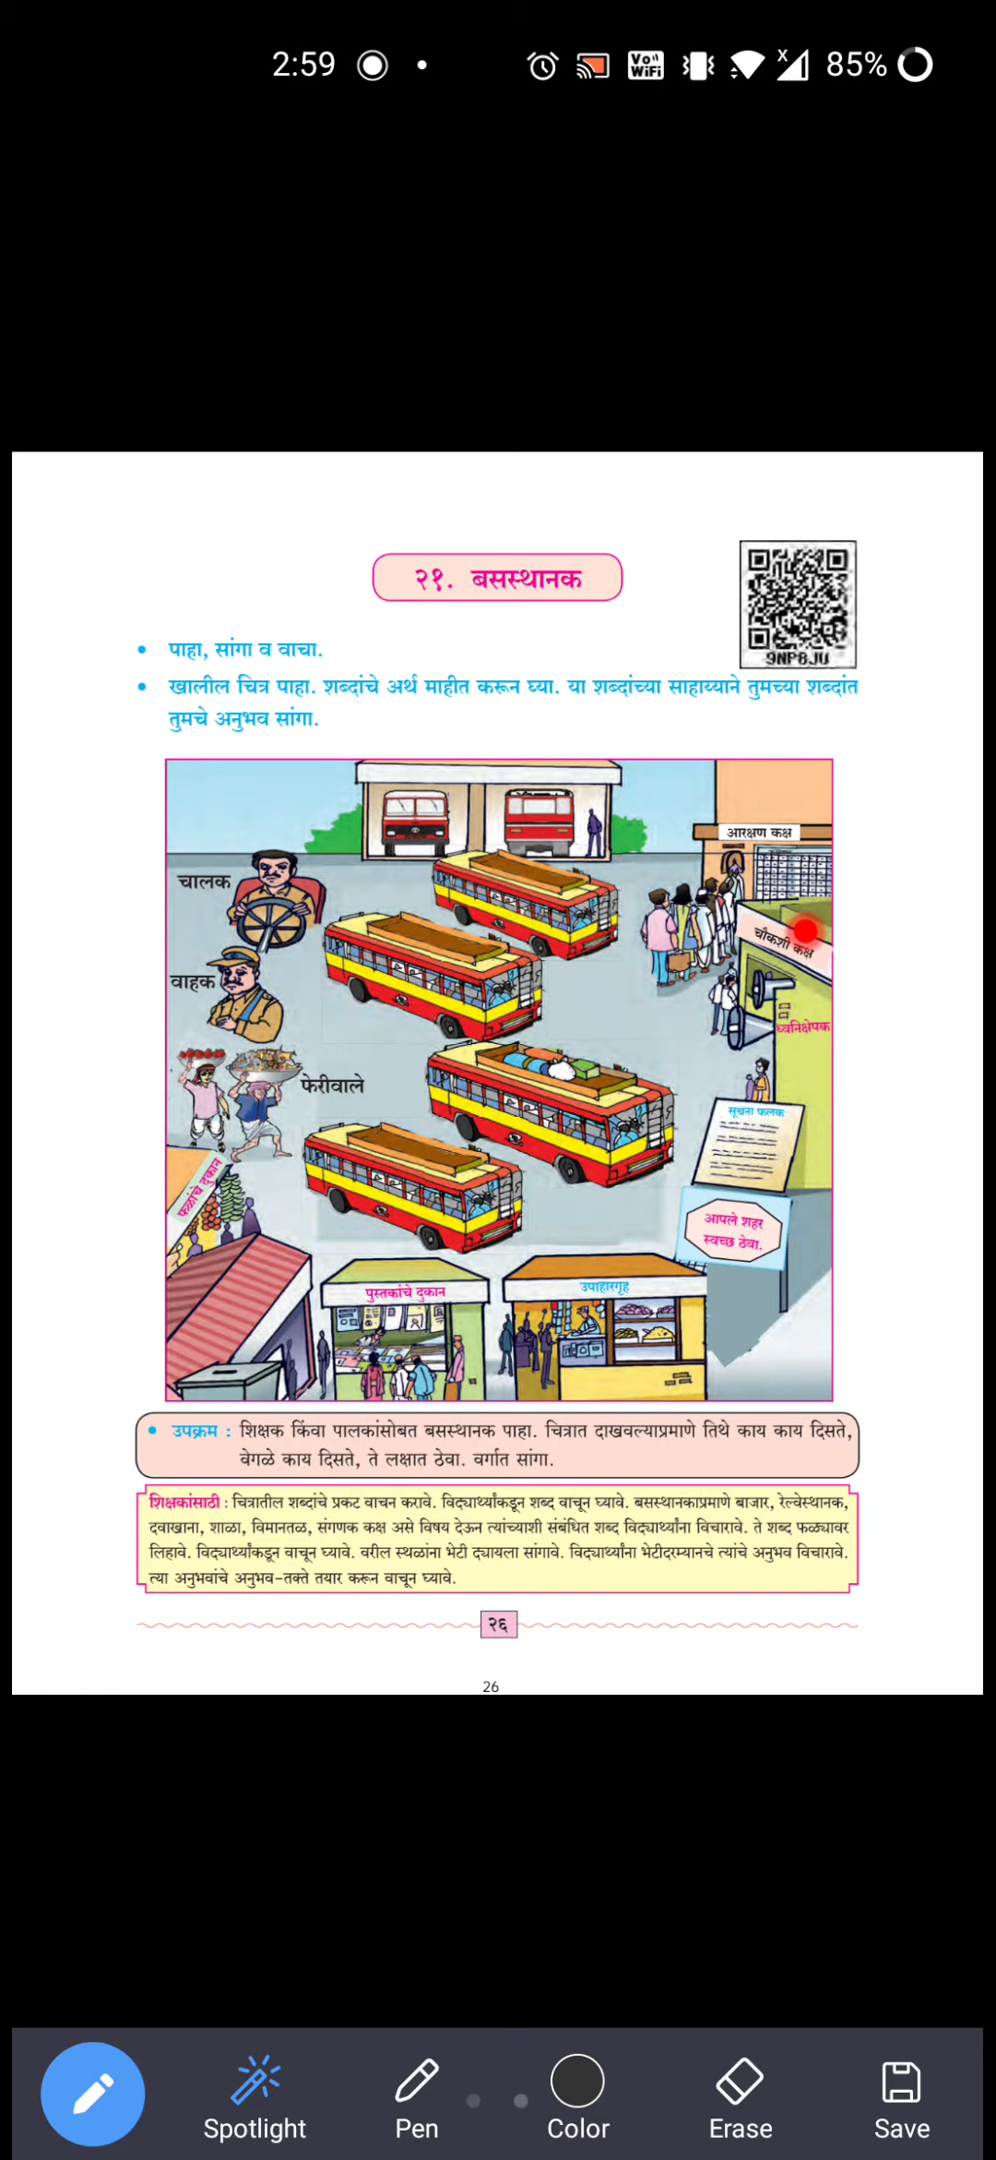 2:59
Vo
WiFi
x
85%
२१. बसस्थानक
9NP8JU
• पाहा, सांगा व वाचा.
• खालील चित्र पाहा. शब्दांचे अर्थ माहीत करून घ्या. या शब्दांच्या साहाय्याने तुमच्या शब्दांत
तुमचे अनुभव सांगा.
आरक्षण कक्ष
चालक
चौकशी कक्ष
वाहक
ध्वनिक्षेपक
फेरीवाले
सूचना फलक
फळांचे दुकान
आपले शहर
स्वच्छ ठेवा.
पुस्तकांचे दुकान
उपाहारगृह
• उपक्रम : शिक्षक किंवा पालकांसोबत बसस्थानक पाहा. चित्रात दाखवल्याप्रमाणे तिथे काय काय दिसते,
वेगळे काय दिसते, ते लक्षात ठेवा. वर्गात सांगा.
शिक्षकांसाठी : चित्रातील शब्दांचे प्रकट वाचन करावे. विद्यार्थ्यांकडून शब्द वाचून घ्यावे. बसस्थानकाप्रमाणे बाजार, रेल्वेस्थानक,
दवाखाना, शाळा, विमानतळ, संगणक कक्ष असे विषय देऊन त्यांच्याशी संबंधित शब्द विद्यार्थ्यांना विचारावे. ते शब्द फळ्यावर
लिहावे. विद्यार्थ्यांकडून वाचून घ्यावे. वरील स्थळांना भेटी द्यायला सांगावे. विद्यार्थ्यांना भेटीदरम्यानचे त्यांचे अनुभव विचारावे.
त्या अनुभवांचे अनुभव-तक्ते तयार करून वाचून घ्यावे.
२६
26
Spotlight
Pen
Color
Erase
Save